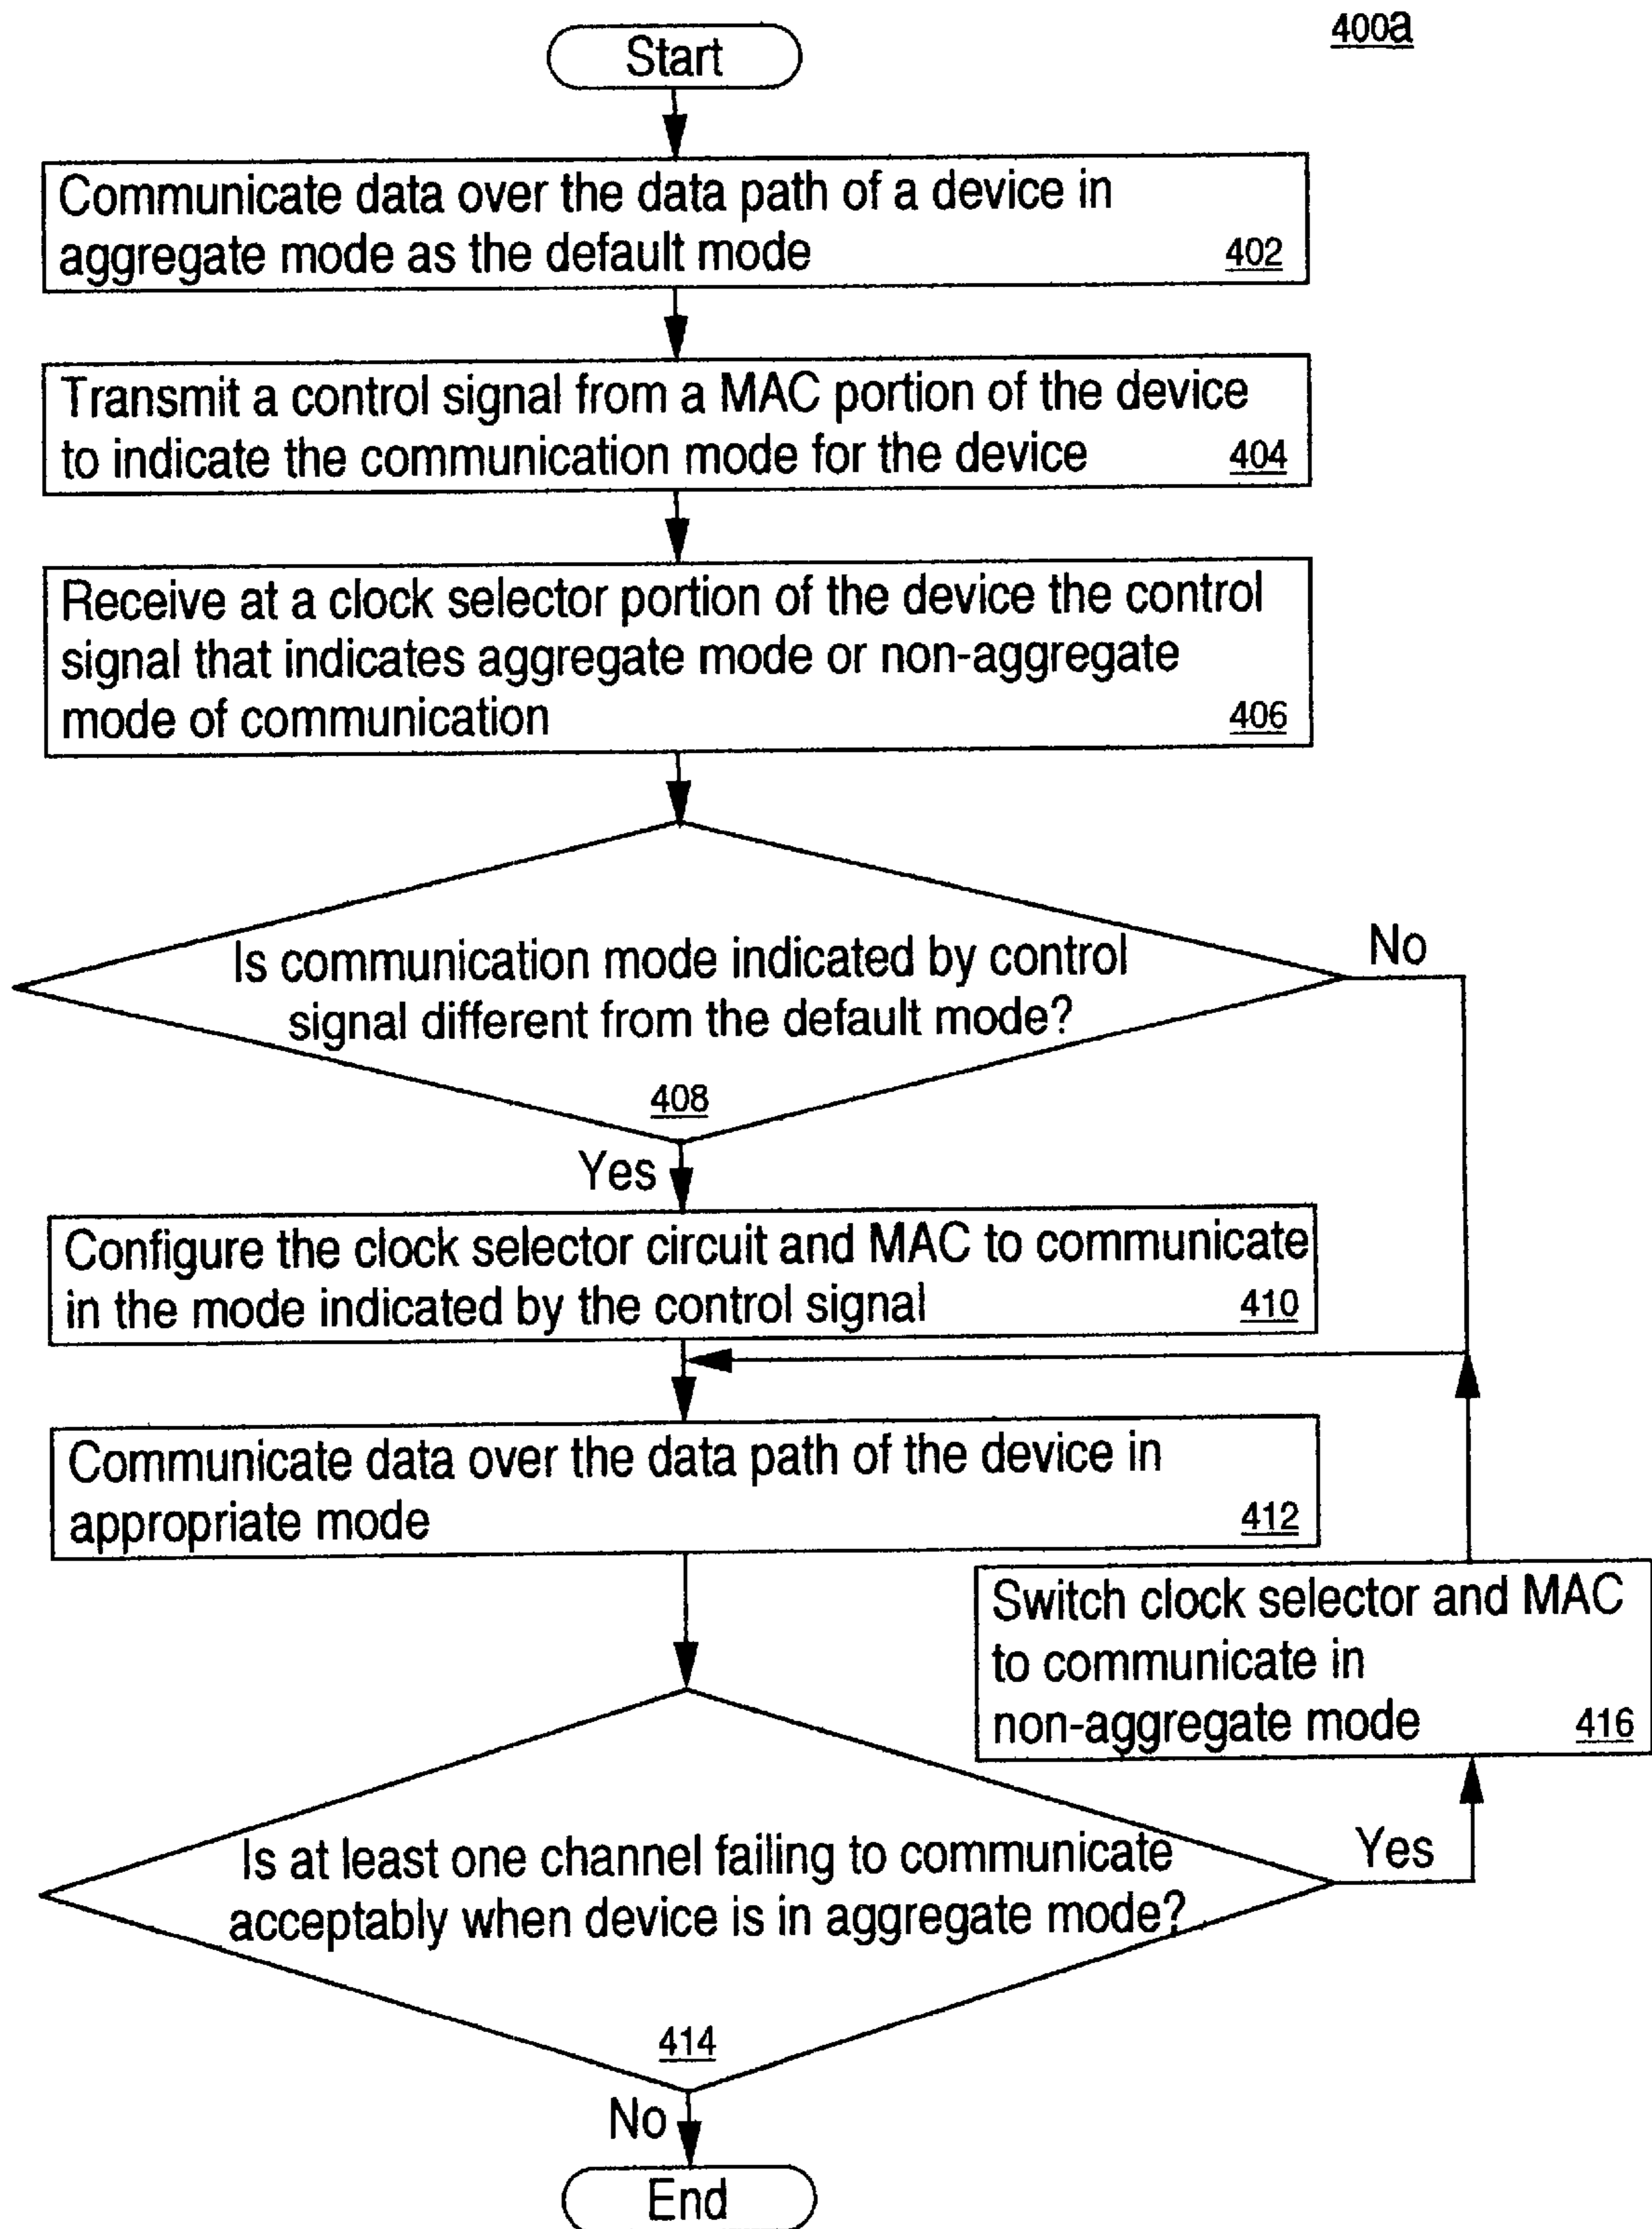 400a
Start
Communicate data over the data path of a device in
aggregate mode as the default mode 402
Transmit a control signal from a MAC portion of the device
to indicate the communication mode for the device 404
Receive at a clock selector portion of the device the control
signal that indicates aggregate mode or non-aggregate
mode of communication 406
Is communication mode indicated by control
signal different from the default mode?
408
No
Yes
Configure the clock selector circuit and MAC to communicate
in the mode indicated by the control signal 410
Communicate data over the data path of the device in
appropriate mode 412
Switch clock selector and MAC
to communicate in
non-aggregate mode 416
Is at least one channel failing to communicate
acceptably when device is in aggregate mode?
414
Yes
No
End